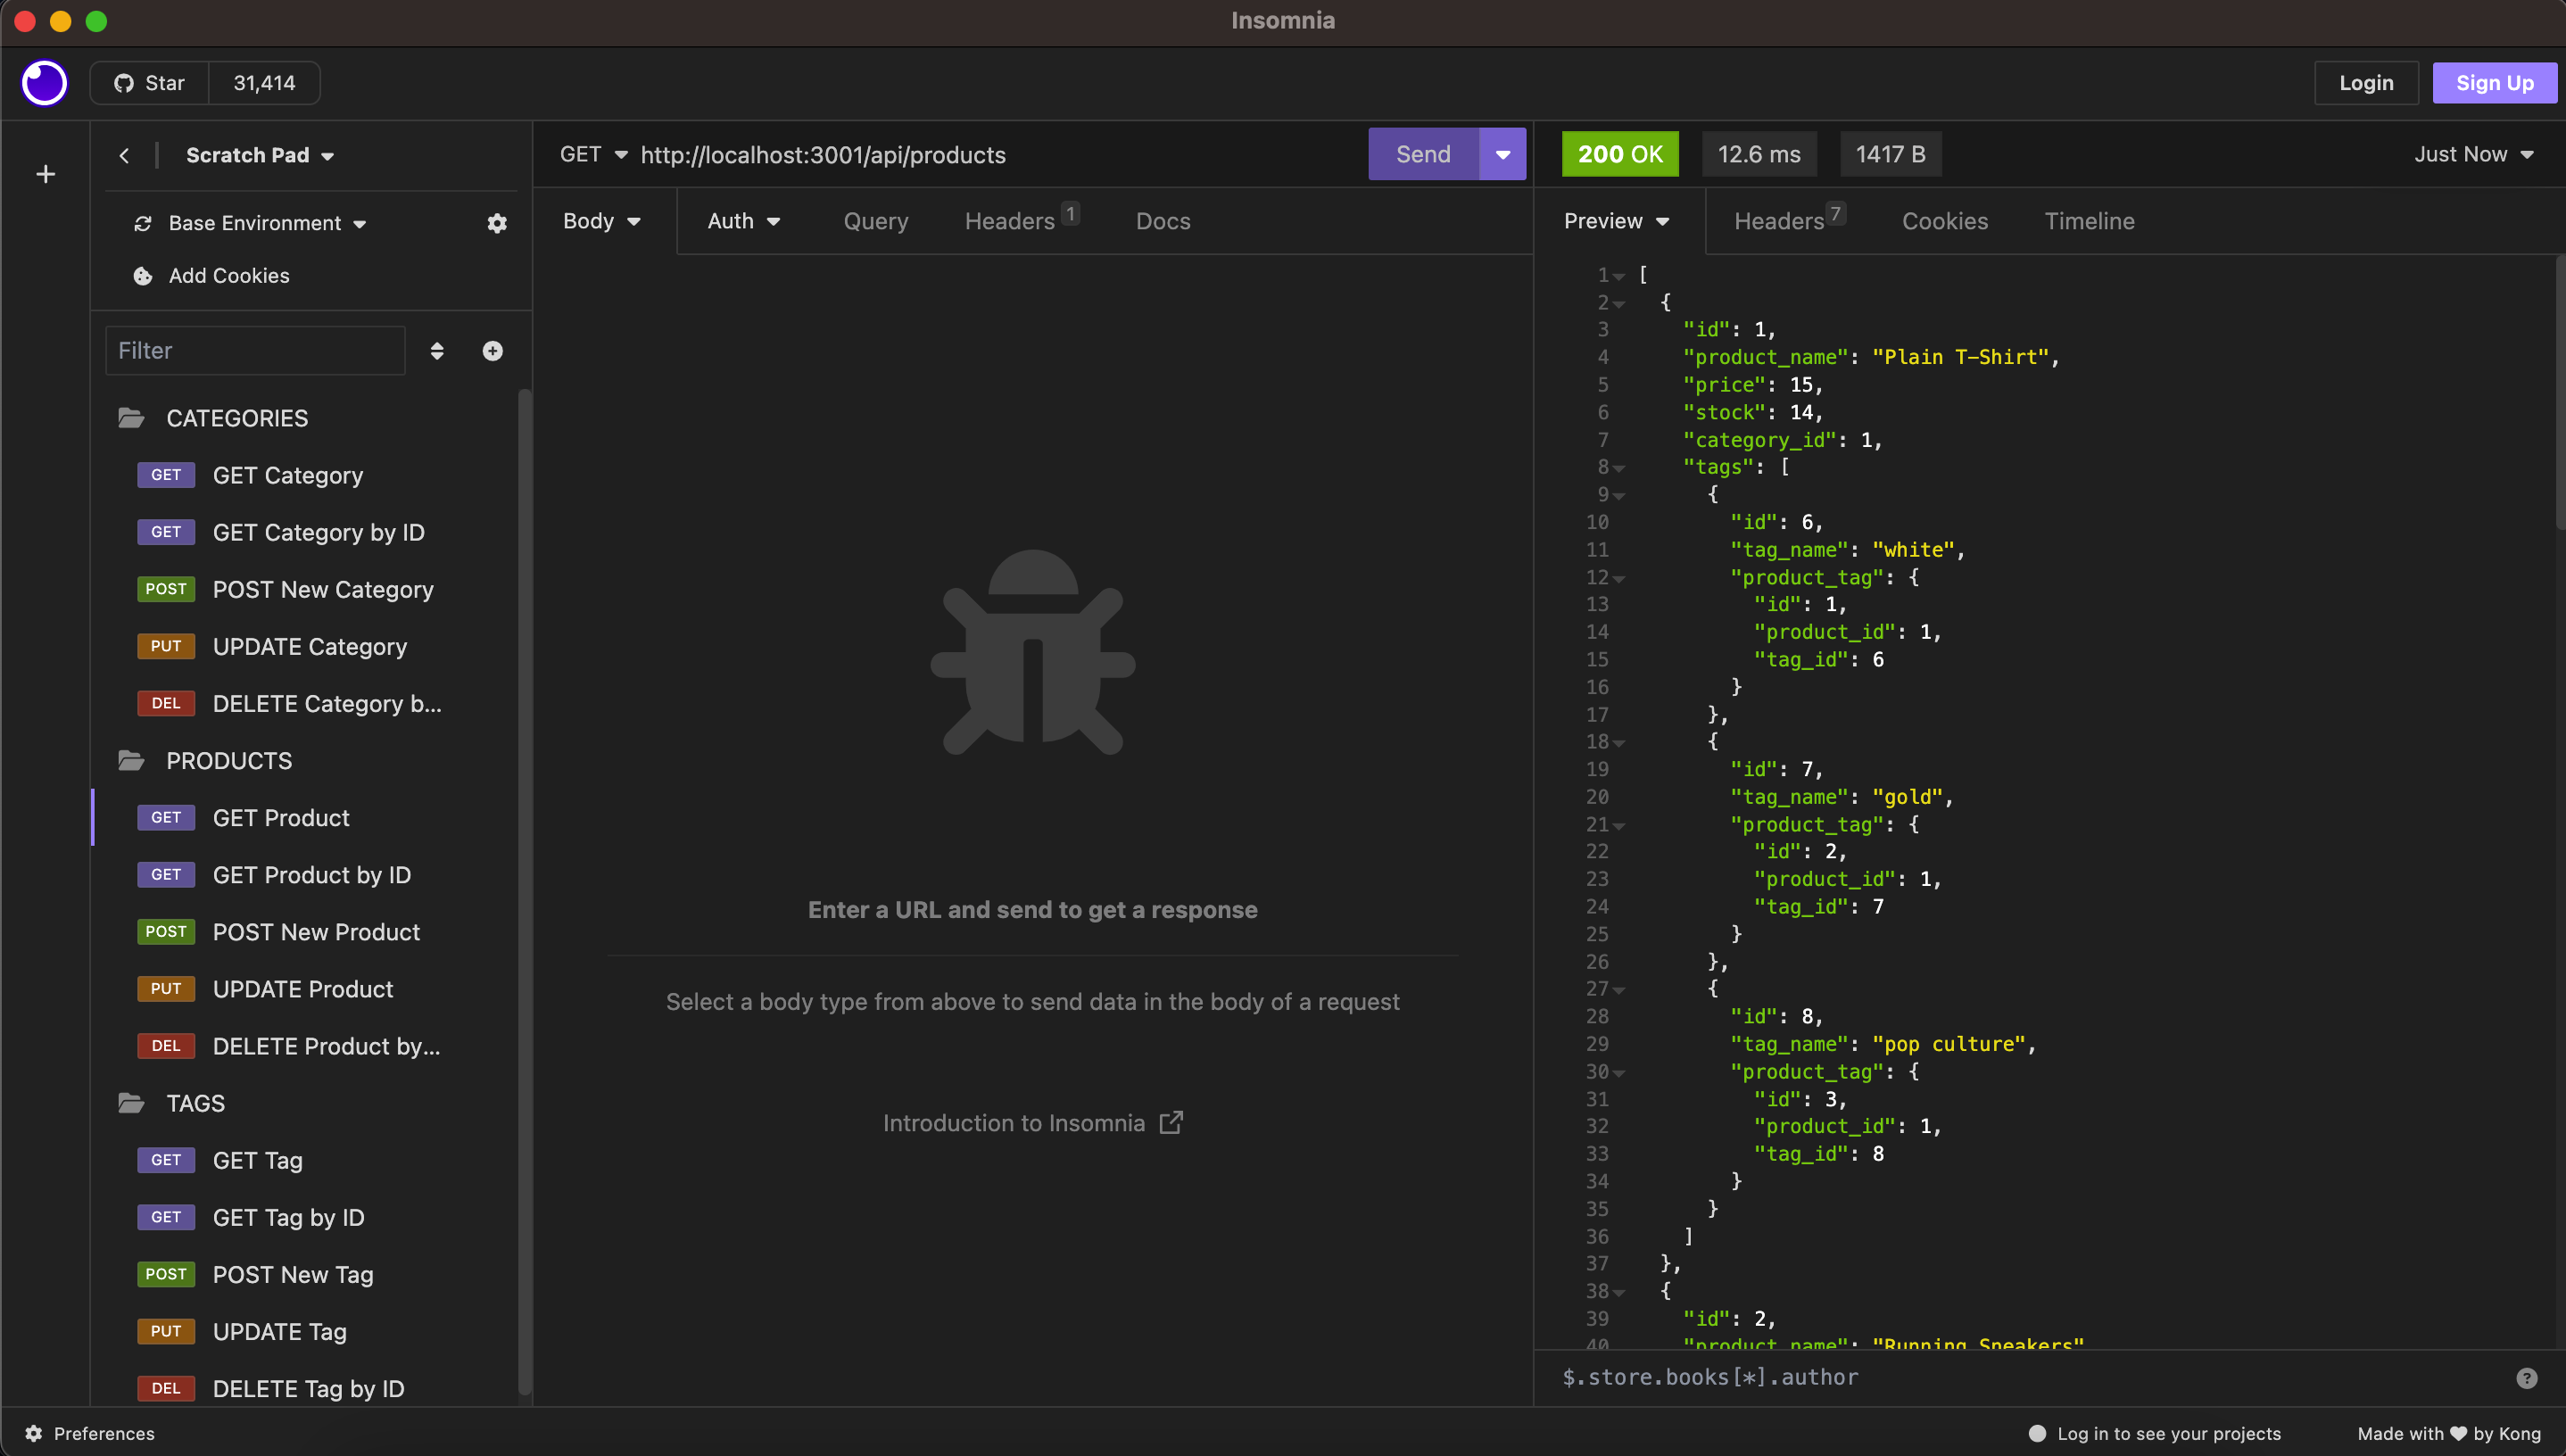 Insomnia
Star 31,414
Login Sign Up
Scratch Pad
Base Environment
Add Cookies
Filter
CATEGORIES
GET GET Category
GET GET Category by ID
POST POST New Category
PUT UPDATE Category
DEL DELETE Category b...
PRODUCTS
GET GET Product
GET GET Product by ID
POST POST New Product
PUT UPDATE Product
DEL DELETE Product by...
TAGS
GET GET Tag
GET GET Tag by ID
POST POST New Tag
PUT UPDATE Tag
DEL DELETE Tag by ID
GET http://localhost:3001/api/products Send
Body Auth Query Headers 1 Docs
Enter a URL and send to get a response
Select a body type from above to send data in the body of a request
Introduction to Insomnia
200 OK 12.6 ms 1417 B Just Now
Preview Headers 7 Cookies Timeline
1 [
2 {
3 "id": 1,
4 "product_name": "Plain T-Shirt",
5 "price": 15,
6 "stock": 14,
7 "category_id": 1,
8 "tags": [
9 {
10 "id": 6,
11 "tag_name": "white",
12 "product_tag": {
13 "id": 1,
14 "product_id": 1,
15 "tag_id": 6
16 }
17 },
18 {
19 "id": 7,
20 "tag_name": "gold",
21 "product_tag": {
22 "id": 2,
23 "product_id": 1,
24 "tag_id": 7
25 }
26 },
27 {
28 "id": 8,
29 "tag_name": "pop culture",
30 "product_tag": {
31 "id": 3,
32 "product_id": 1,
33 "tag_id": 8
34 }
35 }
36 ]
37 },
38 {
39 "id": 2,
40 "product_name": "Running Sneakers"
$.store.books[*].author
Preferences
Log in to see your projects
Made with ♥ by Kong